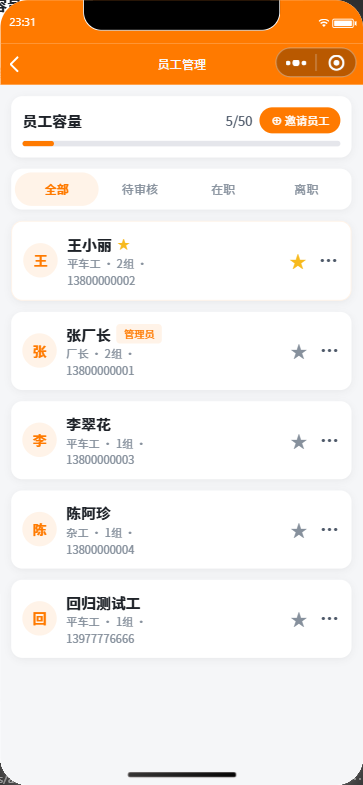 23:31
员工管理
员工容量
5/50
⊕ 邀请员工
全部 待审核 在职 离职
王
王小丽 ★
平车工 · 2组 ·
13800000002
张
张厂长 管理员
厂长 · 2组 ·
13800000001
李
李翠花
平车工 · 1组 ·
13800000003
陈
陈阿珍
杂工 · 1组 ·
13800000004
回
回归测试工
平车工 · 1组 ·
13977776666